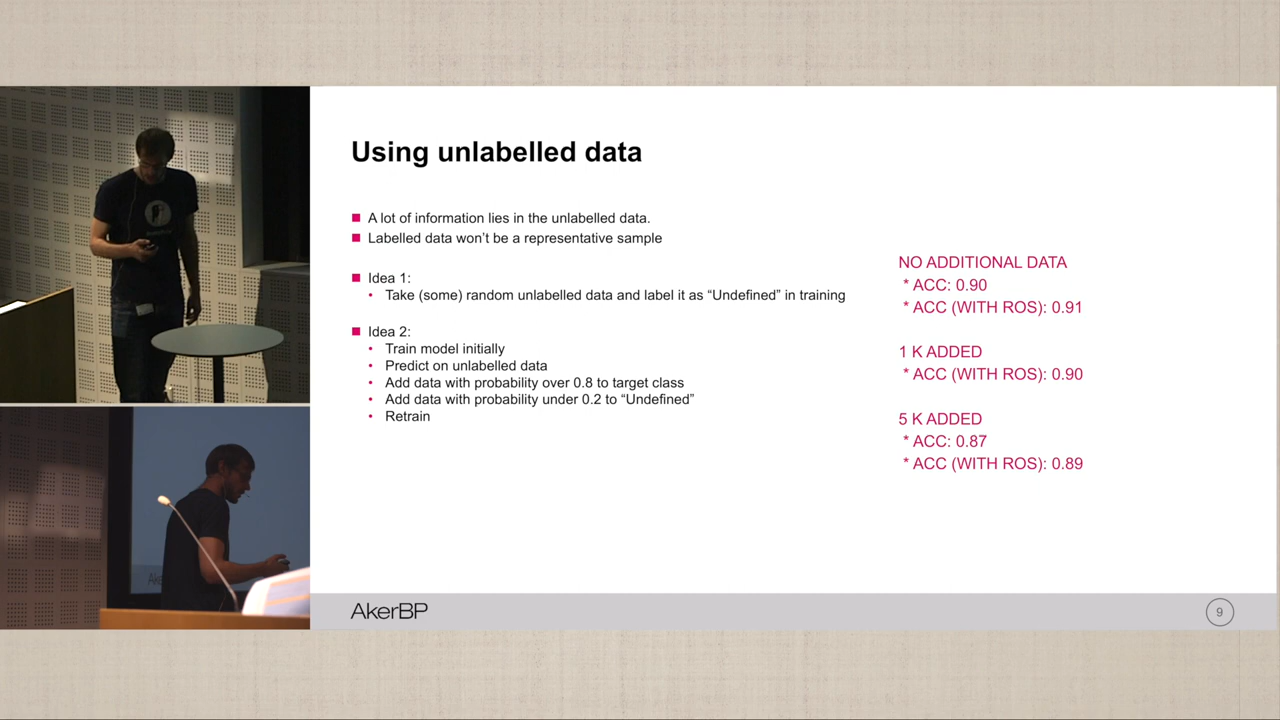 Using unlabelled data
A lot of information lies in the unlabelled data.
Labelled data won’t be a representative sample
Idea 1:
Take (some) random unlabelled data and label it as “Undefined” in training
Idea 2:
Train model initially
Predict on unlabelled data
Add data with probability over 0.8 to target class
Add data with probability under 0.2 to “Undefined”
Retrain
NO ADDITIONAL DATA
* ACC: 0.90
* ACC (WITH ROS): 0.91
1 K ADDED
* ACC (WITH ROS): 0.90
5 K ADDED
* ACC: 0.87
* ACC (WITH ROS): 0.89
AkerBP
9
Ake